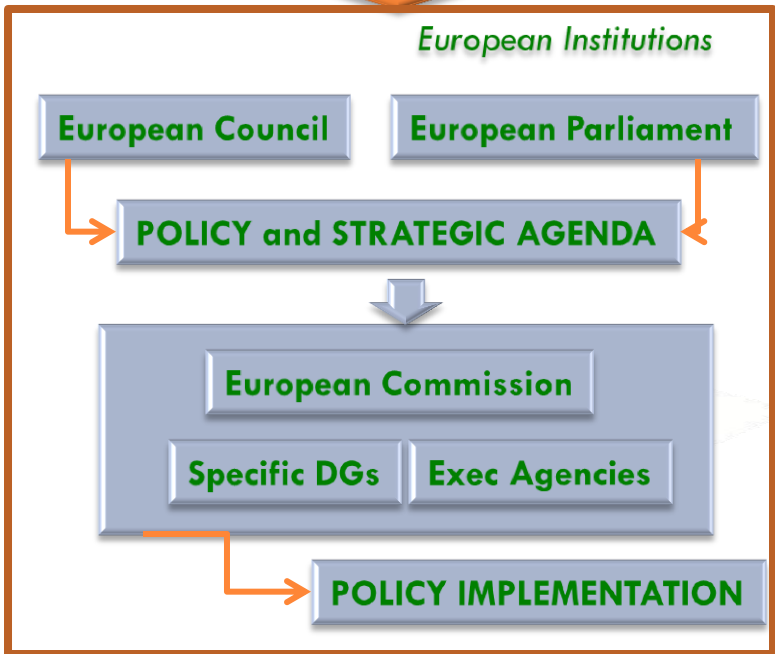 European Institutions
European Council
European Parliament
POLICY and STRATEGIC AGENDA
European Commission
Specific DGs
Exec Agencies
POLICY IMPLEMENTATION